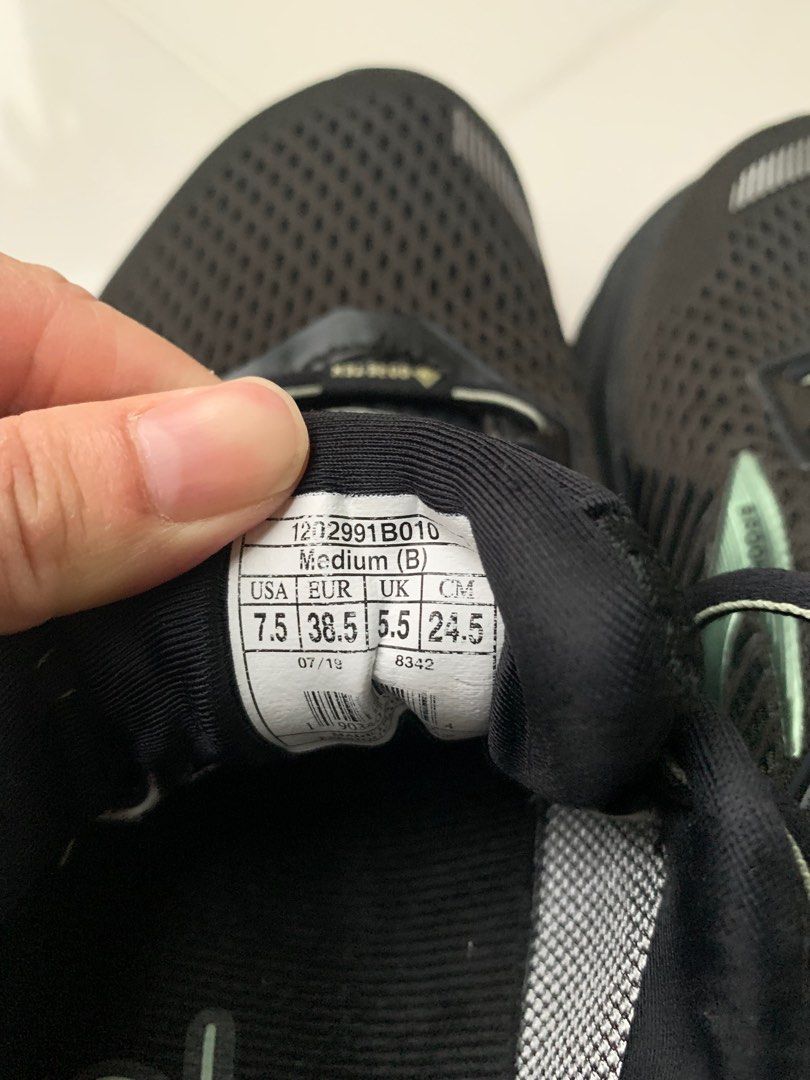 1202991B010
Medium (B)
USA EUR UK CM
7.5 38.5 5.5 24.5
07/19 8342